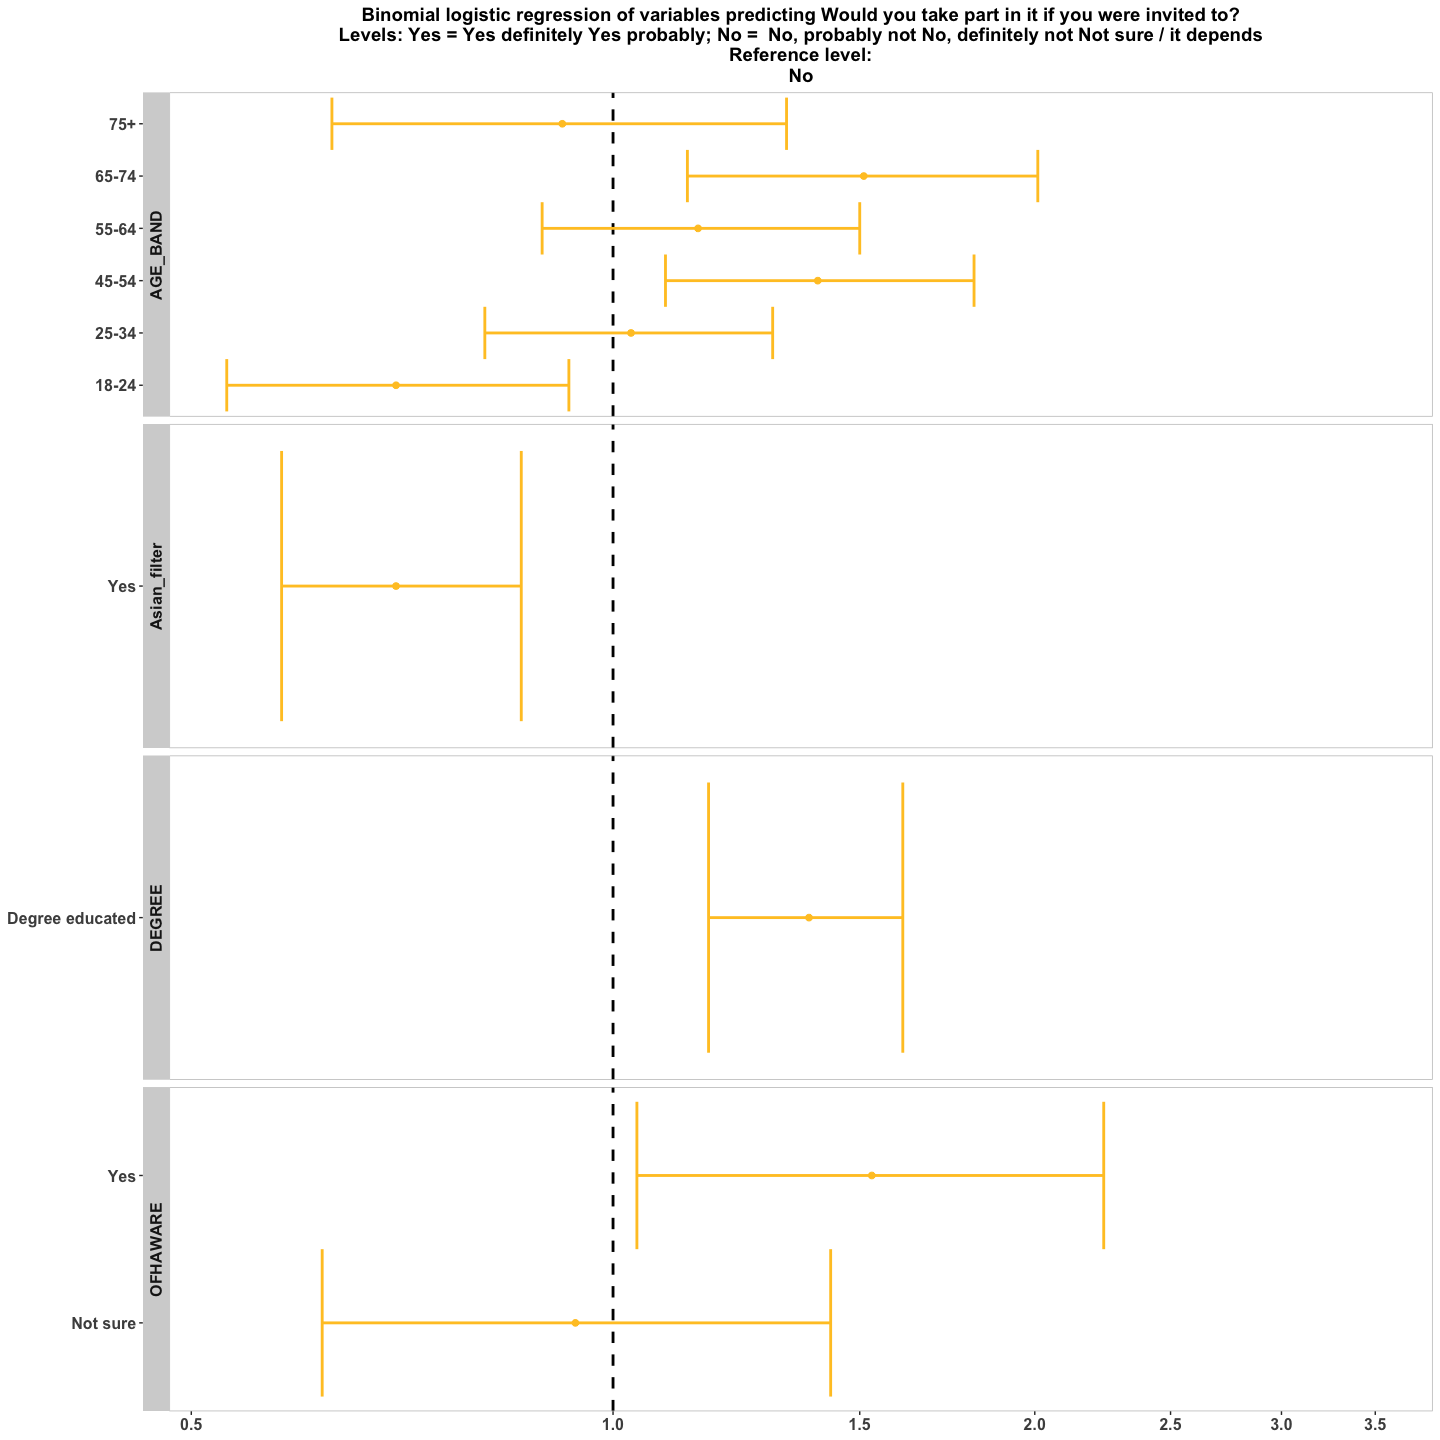 Binomial logistic regression of variables predicting Would you take part in it if you were invited to?
Levels: Yes = Yes definitely Yes probably; No =  No, probably not No, definitely not Not sure / it depends
Reference level:
No
AGE_BAND
75+
65-74
55-64
45-54
25-34
18-24
Asian_filter
Yes
DEGREE
Degree educated
OFHAWARE
Yes
Not sure
0.5 1.0 1.5 2.0 2.5 3.0 3.5